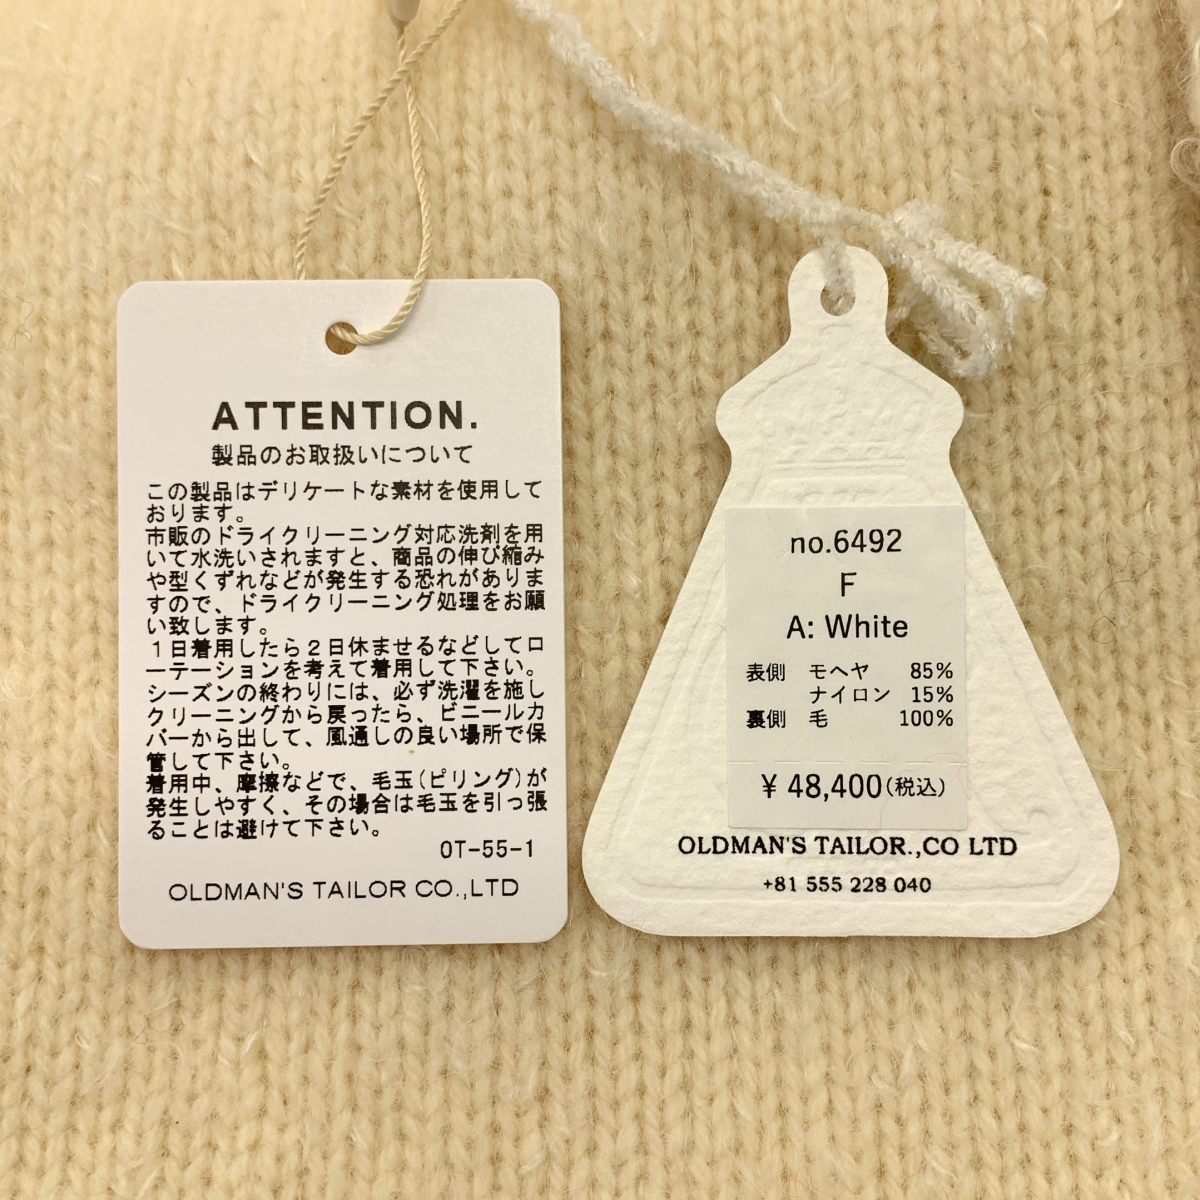 ATTENTION.
製品のお取扱いについて
この製品はデリケートな素材を使用して
おります。
市販のドライクリーニング対応洗剤を用
いて水洗いされますと、商品の伸び縮み
や型くずれなどが発生する恐れがありま
すので、ドライクリーニング処理をお願
い致します。
1日着用したら2日休ませるなどしてロ
ーテーションを考えて着用して下さい。
シーズンの終わりには、必ず洗濯を施し
クリーニングから戻ったら、ビニールカ
バーから出して、風通しの良い場所で保
管して下さい。
着用中、摩擦などで、毛玉(ピリング)が
発生しやすく、その場合は毛玉を引っ張
ることは避けて下さい。
OT-55-1
OLDMAN'S TAILOR CO.,LTD
no.6492
F
A: White
表側 モヘヤ 85%
ナイロン 15%
裏側 毛 100%
¥48,400(税込)
OLDMAN'S TAILOR.,CO LTD
+81 555 228 040